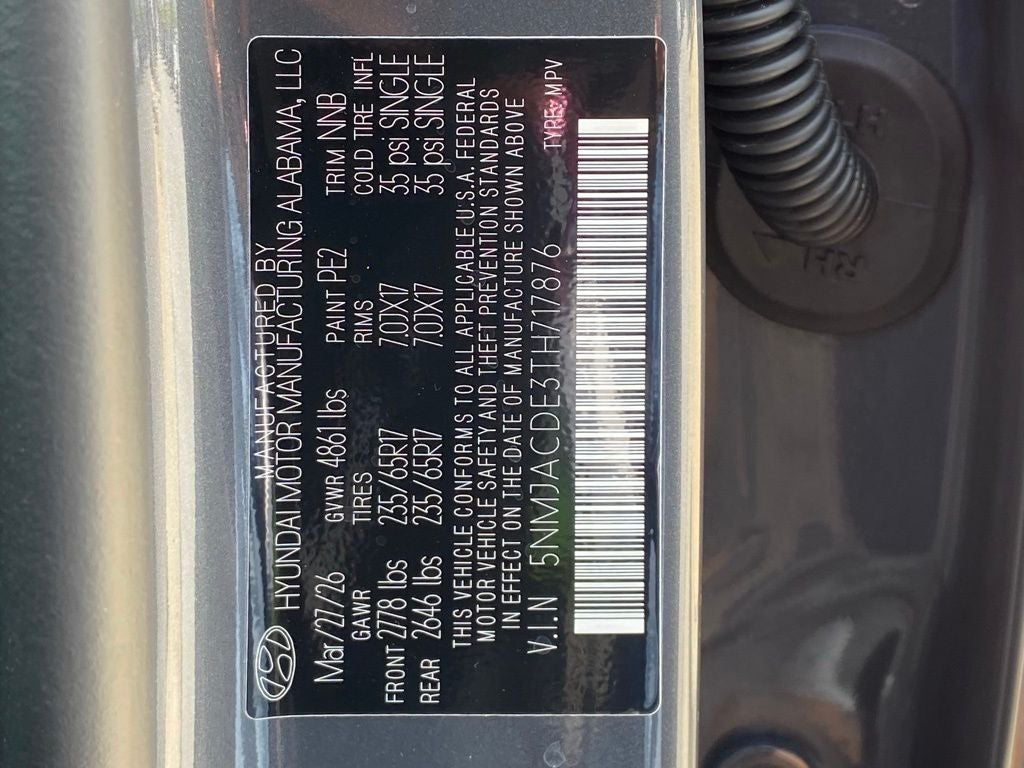 MANUFACTURED BY
HYUNDAI MOTOR MANUFACTURING ALABAMA, LLC
Mar/27/26 GVWR 4861 lbs PAINT PE2 TRIM NNB
GAWR TIRES RIMS COLD TIRE INFL
FRONT 2778 lbs 235/65R17 7.0JX17 35 psi SINGLE
REAR 2646 lbs 235/65R17 7.0JX17 35 psi SINGLE
THIS VEHICLE CONFORMS TO ALL APPLICABLE U.S.A. FEDERAL
MOTOR VEHICLE SAFETY AND THEFT PREVENTION STANDARDS
IN EFFECT ON THE DATE OF MANUFACTURE SHOWN ABOVE
V.I.N 5NMJACDE3TH717876 TYPE: MPV
RH